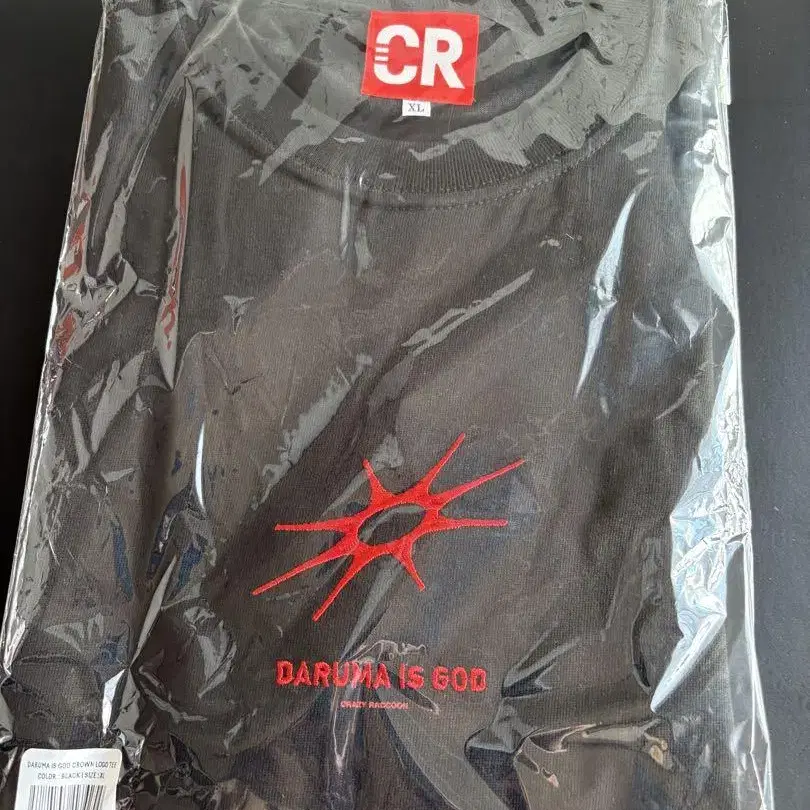 CR
XL
DARUMA IS GOD
CRAZY RACCOON
DARUMA IS GOD CROWN LOGO TEE
COLOR : BLACK | SIZE : XL